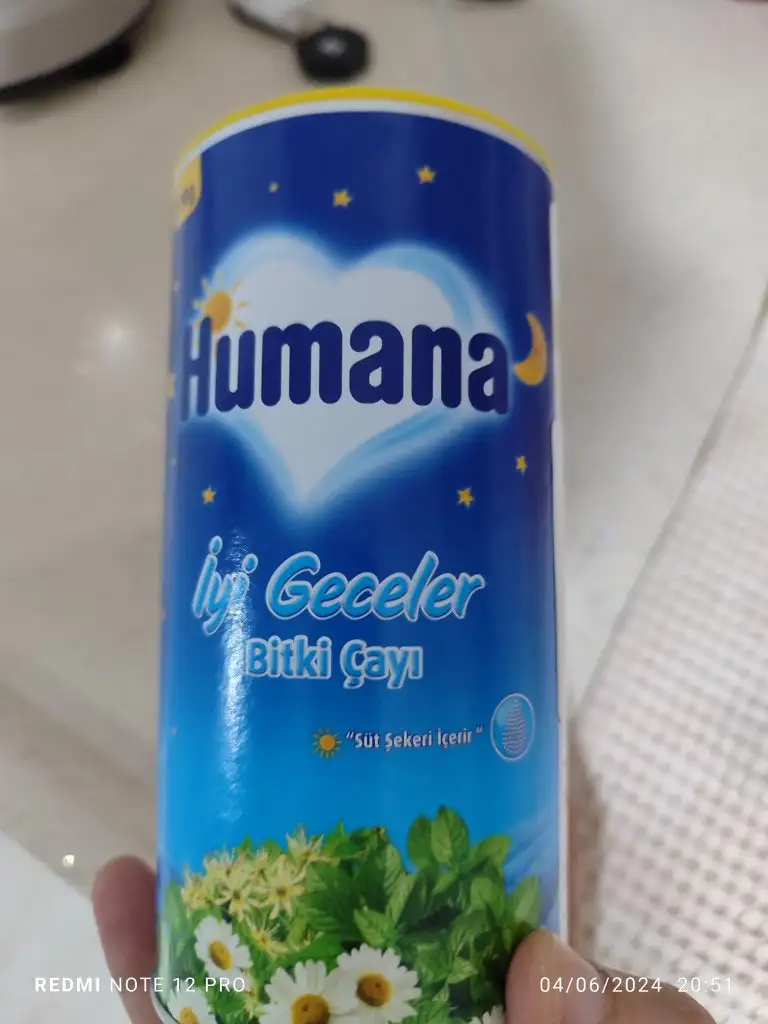 Humana
İyi Geceler
Bitki Çayı
"Süt Şekeri İçerir"
REDMI NOTE 12 PRO
04/06/2024 20:51